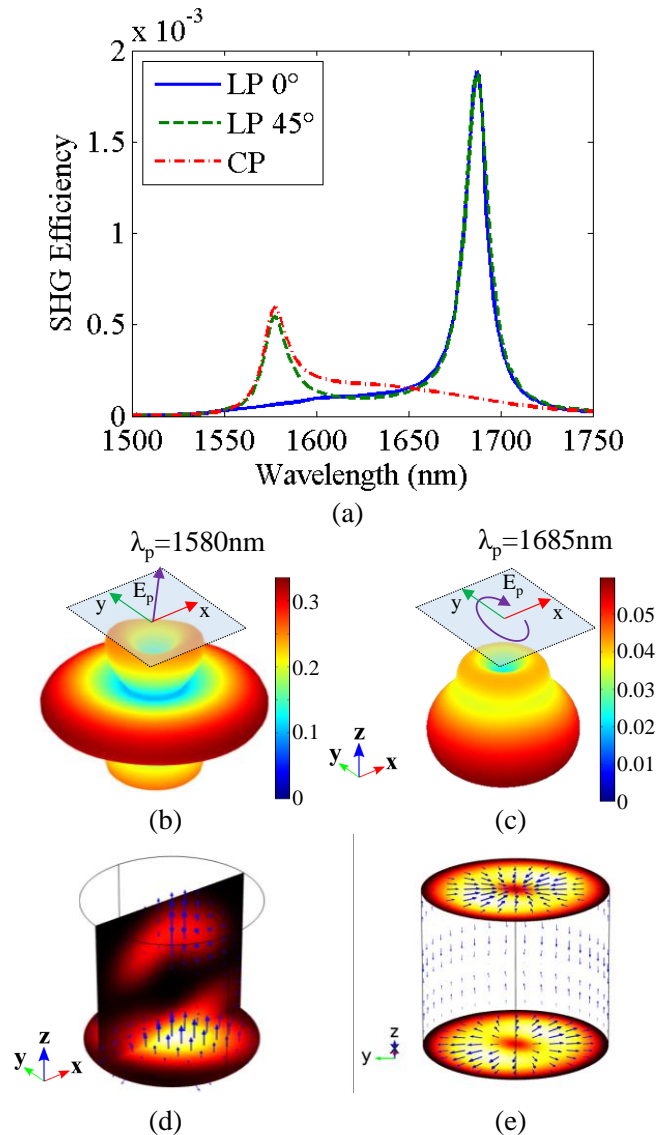 2 × 10⁻³
1.5
1
0.5
0
SHG Efficiency
LP 0°
LP 45°
CP
1500 1550 1600 1650 1700 1750
Wavelength (nm)
(a)
λp=1580nm
λp=1685nm
y Ep x
y Ep x
0.3
0.2
0.1
0
0.05
0.04
0.03
0.02
0.01
0
z
y x
(b)
(c)
z
y x
z
y
(d)
(e)